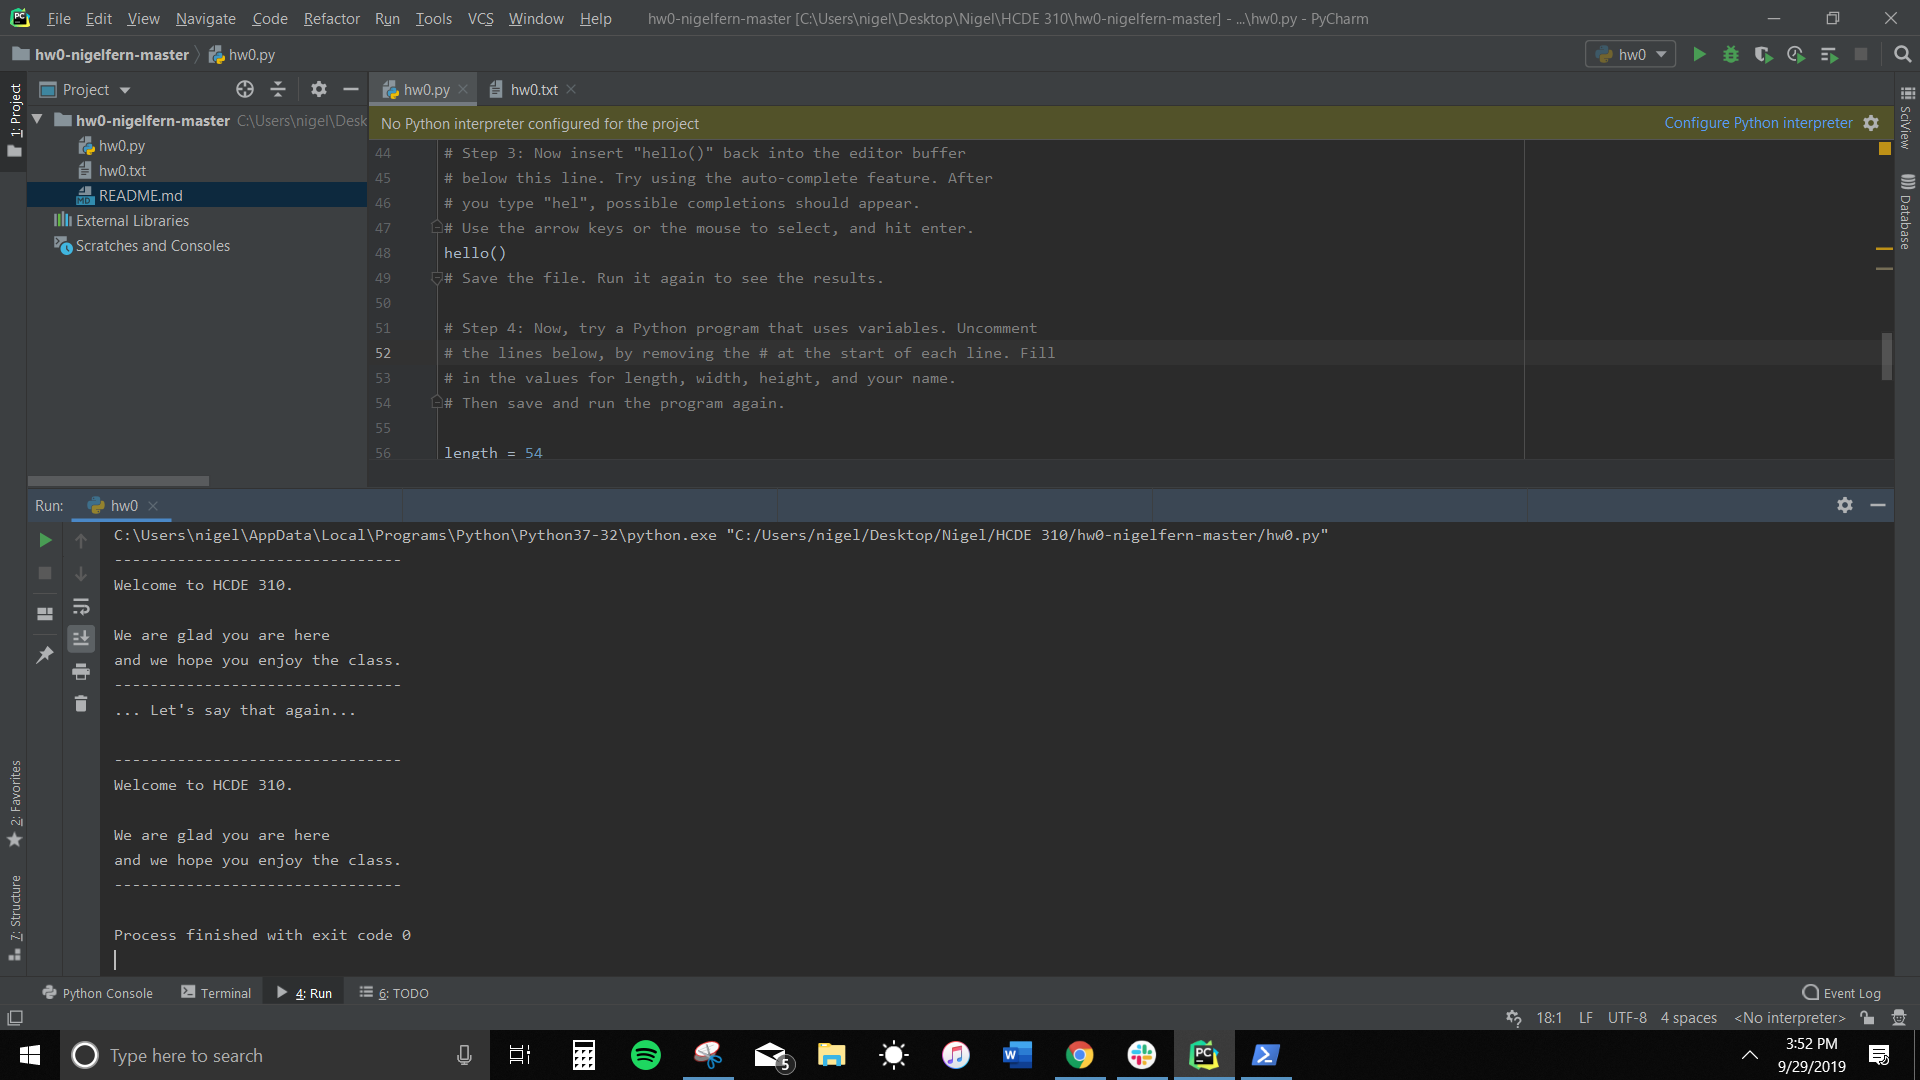 File Edit View Navigate Code Refactor Run Tools VCS Window Help hw0-nigelfern-master [C:\Users\nigel\Desktop\Nigel\HCDE 310\hw0-nigelfern-master] - ...\hw0.py - PyCharm
hw0-nigelfern-master hw0.py hw0
1: Project
Project
hw0.py hw0.txt
hw0-nigelfern-master C:\Users\nigel\Desk
hw0.py
hw0.txt
README.md
External Libraries
Scratches and Consoles
No Python interpreter configured for the project Configure Python interpreter
44 # Step 3: Now insert "hello()" back into the editor buffer
45 # below this line. Try using the auto-complete feature. After
46 # you type "hel", possible completions should appear.
47 # Use the arrow keys or the mouse to select, and hit enter.
48 hello()
49 # Save the file. Run it again to see the results.
50
51 # Step 4: Now, try a Python program that uses variables. Uncomment
52 # the lines below, by removing the # at the start of each line. Fill
53 # in the values for length, width, height, and your name.
54 # Then save and run the program again.
55
56 length = 54
SciView
Database
Run: hw0
C:\Users\nigel\AppData\Local\Programs\Python\Python37-32\python.exe "C:/Users/nigel/Desktop/Nigel/HCDE 310/hw0-nigelfern-master/hw0.py"
--------------------------------
Welcome to HCDE 310.
We are glad you are here
and we hope you enjoy the class.
--------------------------------
... Let's say that again...
--------------------------------
Welcome to HCDE 310.
We are glad you are here
and we hope you enjoy the class.
--------------------------------
Process finished with exit code 0
2: Favorites
7: Structure
Python Console Terminal 4: Run 6: TODO Event Log
18:1 LF UTF-8 4 spaces <No interpreter>
Type here to search
5
3:52 PM
9/29/2019